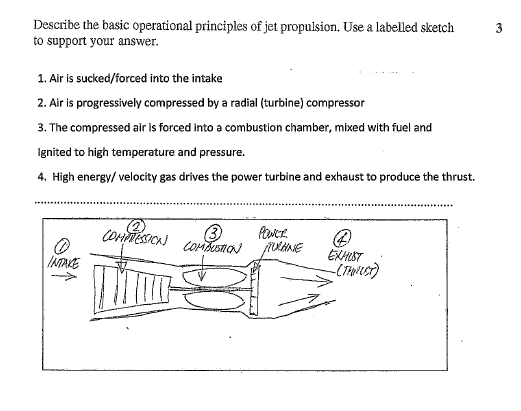 Describe the basic operational principles of jet propulsion. Use a labelled sketch 3
to support your answer.
1. Air is sucked/forced into the intake
2. Air is progressively compressed by a radial (turbine) compressor
3. The compressed air is forced into a combustion chamber, mixed with fuel and
Ignited to high temperature and pressure.
4. High energy/ velocity gas drives the power turbine and exhaust to produce the thrust.
1
INTAKE
2
COMPRESSION
3
COMBUSTION
POWER
TURBINE
4
EXHUST
(THRUST)